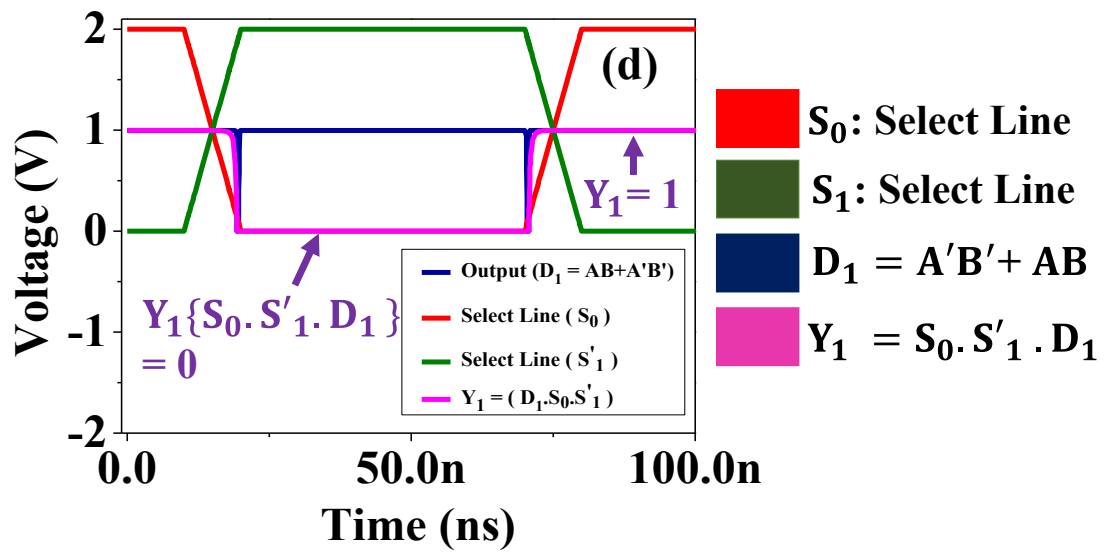 2
1
0
-1
-2
Voltage (V)
(d)
Y₁ = 1
Y₁{S₀. S′₁. D₁ }
= 0
Output (D₁ = AB+A'B')
Select Line ( S₀ )
Select Line ( S'₁ )
Y₁ = ( D₁.S₀.S'₁ )
0.0
50.0n
100.0n
Time (ns)
S₀: Select Line
S₁: Select Line
D₁ = A′B′+ AB
Y₁ = S₀. S′₁ . D₁